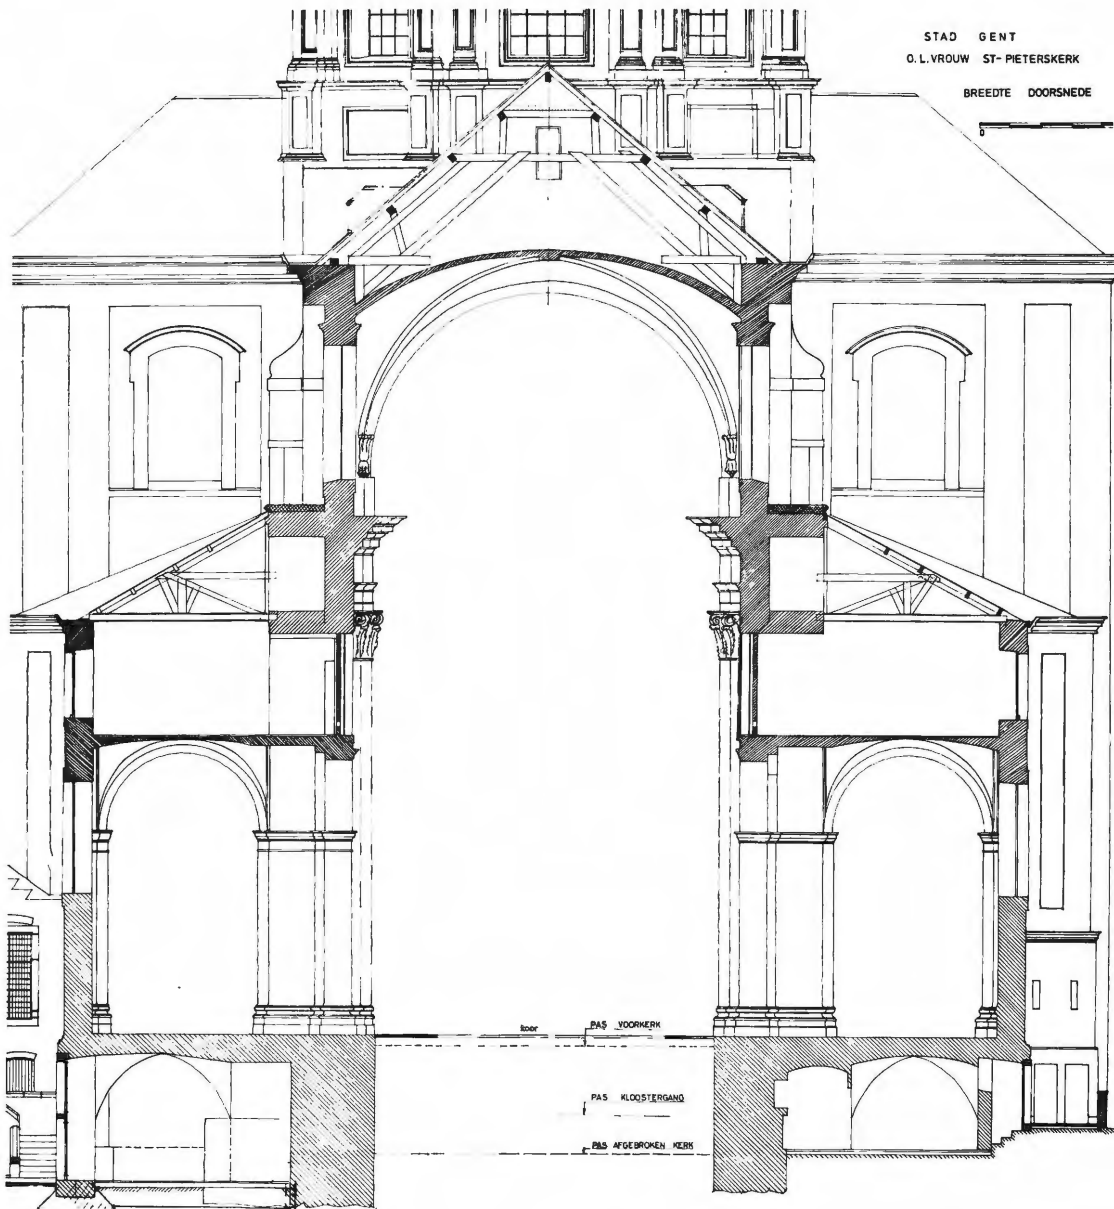 STAD GENT
O.L.VROUW ST-PIETERSKERK
BREEDTE DOORSNEDE
0
koor
PAS VOORKERK
PAS KLOOSTERGANG
PAS AFGEBROKEN KERK